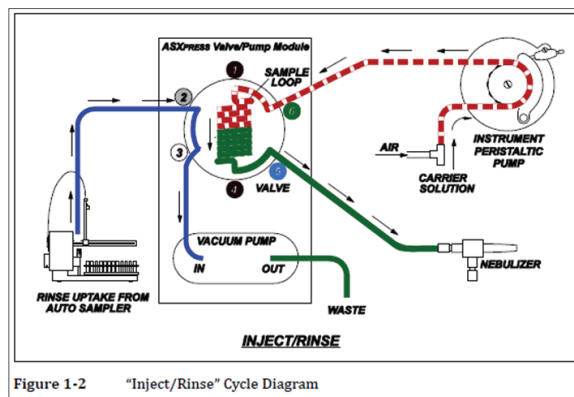 ASXPRESS Valve/Pump Module
1
SAMPLE
LOOP
2
6
3
INSTRUMENT
PERISTALTIC
PUMP
AIR
CARRIER
SOLUTION
4
5
VALVE
VACUUM PUMP
IN
OUT
NEBULIZER
RINSE UPTAKE FROM
AUTO SAMPLER
WASTE
INJECT/RINSE
Figure 1-2 "Inject/Rinse" Cycle Diagram